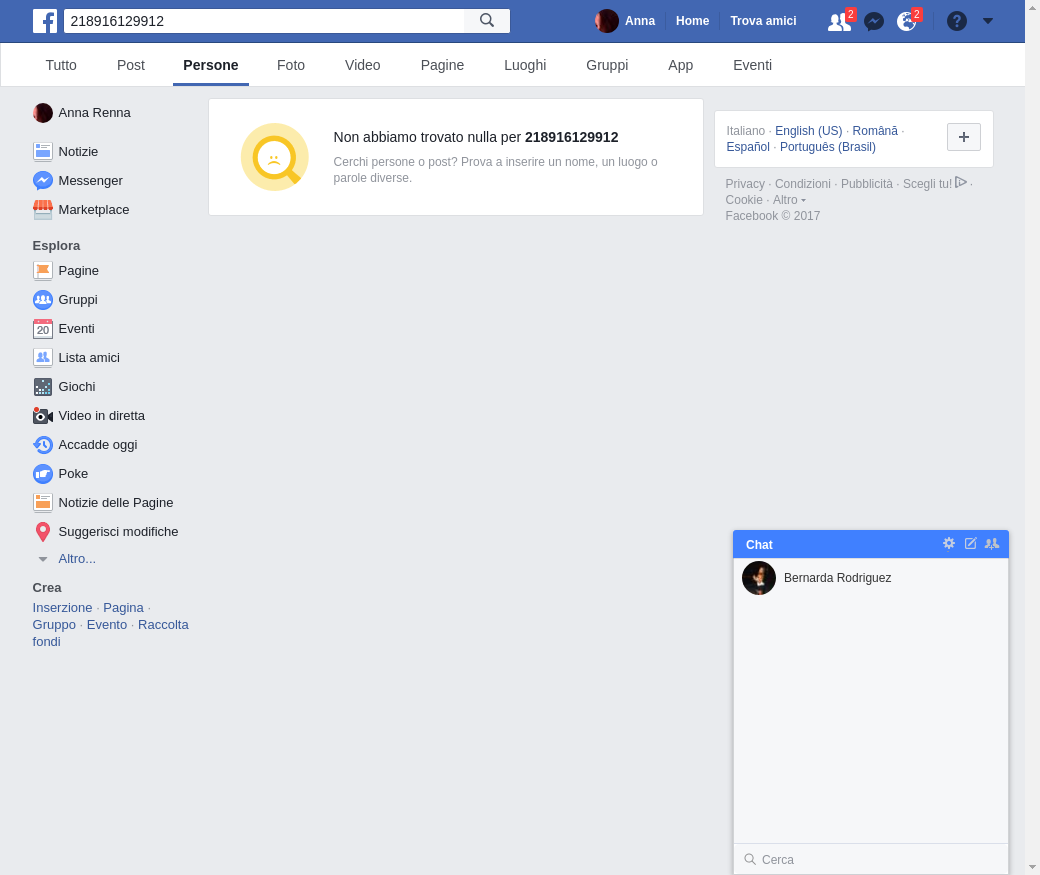 218916129912
Anna Home Trova amici 2 2 ?
Tutto Post Persone Foto Video Pagine Luoghi Gruppi App Eventi
Anna Renna
Notizie
Messenger
Marketplace
Esplora
Pagine
Gruppi
20 Eventi
Lista amici
Giochi
Video in diretta
Accadde oggi
Poke
Notizie delle Pagine
Suggerisci modifiche
Altro...
Crea
Inserzione · Pagina ·
Gruppo · Evento · Raccolta
fondi
Non abbiamo trovato nulla per 218916129912
Cerchi persone o post? Prova a inserire un nome, un luogo o
parole diverse.
Italiano · English (US) · Română ·
Español · Português (Brasil)
+
Privacy · Condizioni · Pubblicità · Scegli tu! ·
Cookie · Altro
Facebook © 2017
Chat
Bernarda Rodriguez
Cerca